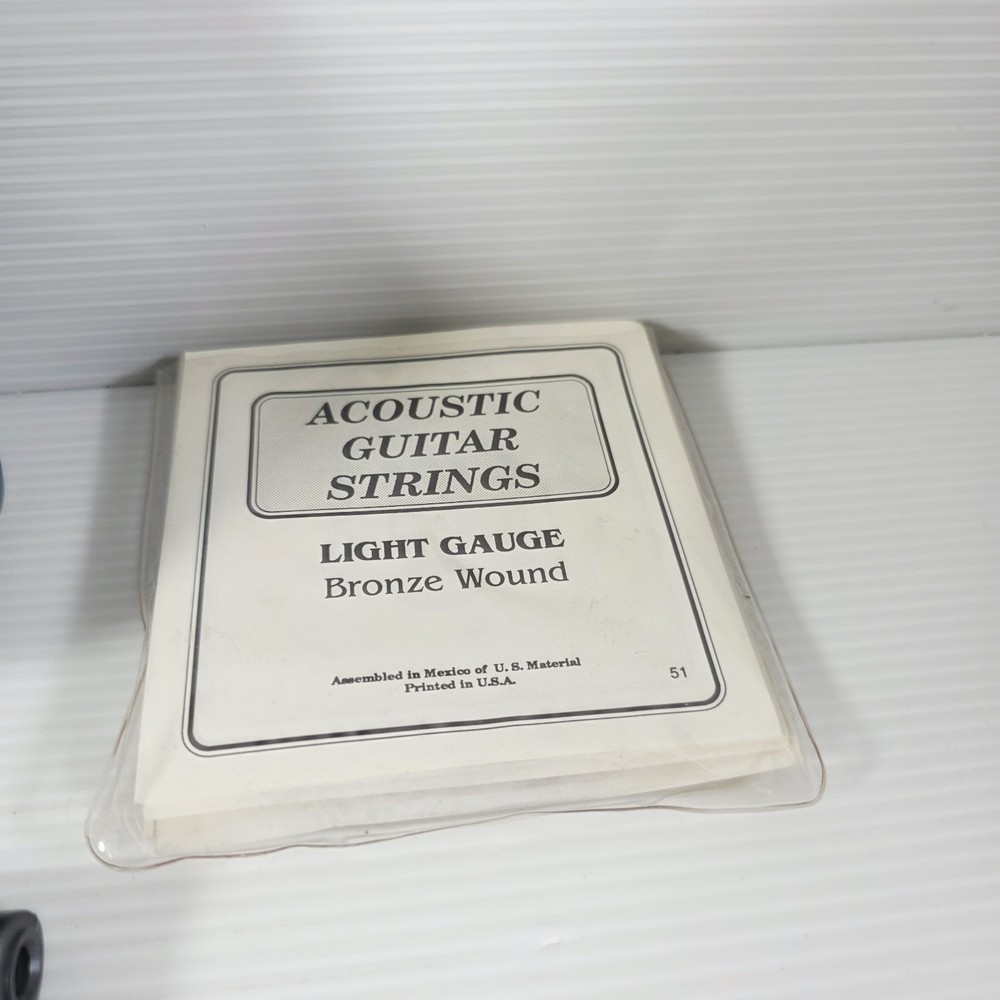 ACOUSTIC
GUITAR
STRINGS
LIGHT GAUGE
Bronze Wound
Assembled in Mexico of U. S. Material
Printed in U.S.A.
51